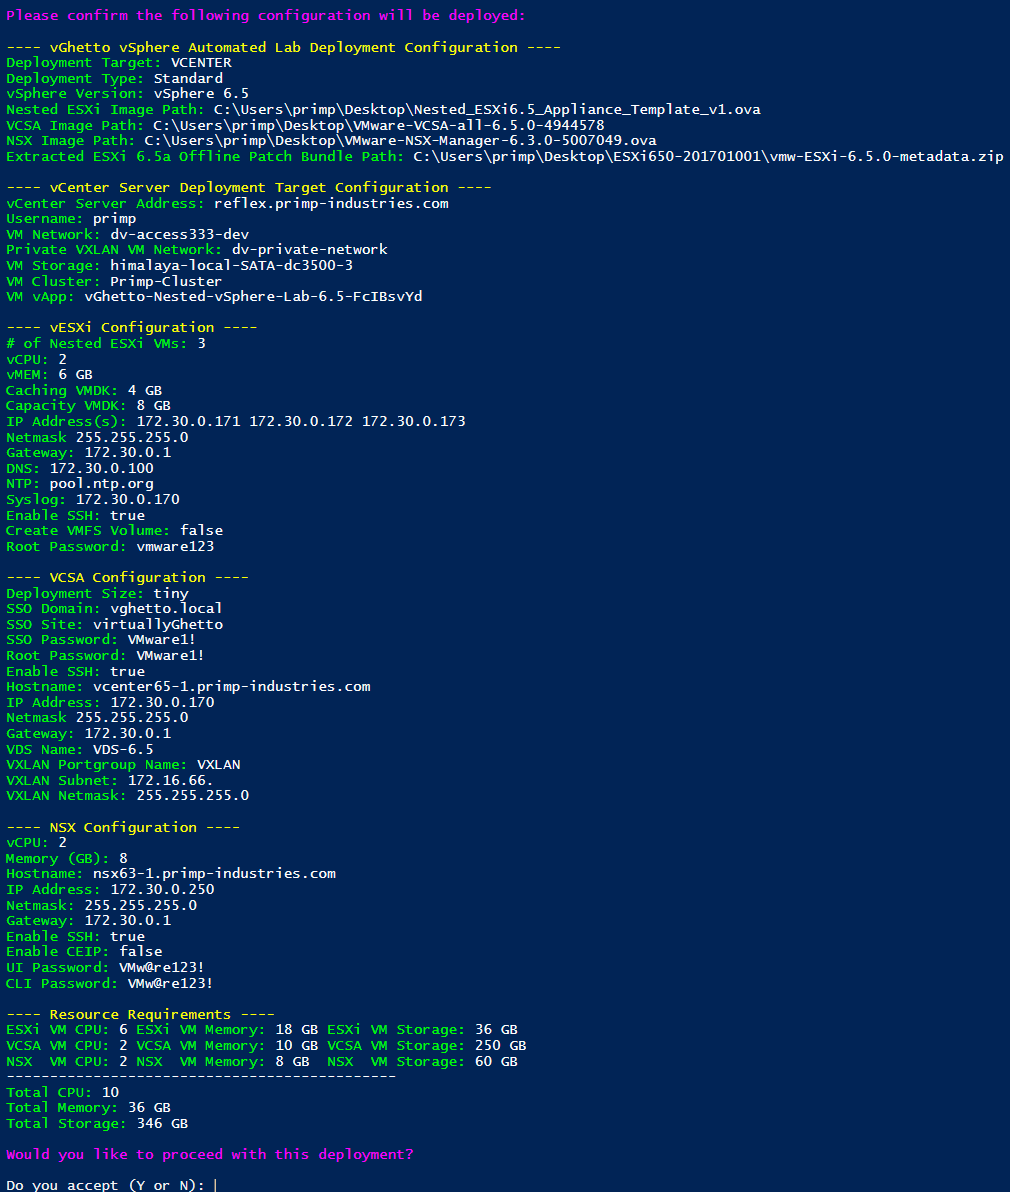 Please confirm the following configuration will be deployed:
---- vGhetto vSphere Automated Lab Deployment Configuration ----
Deployment Target: VCENTER
Deployment Type: Standard
vSphere Version: vSphere 6.5
Nested ESXi Image Path: C:\Users\primp\Desktop\Nested_ESXi6.5_Appliance_Template_v1.ova
VCSA Image Path: C:\Users\primp\Desktop\VMware-VCSA-all-6.5.0-4944578
NSX Image Path: C:\Users\primp\Desktop\VMware-NSX-Manager-6.3.0-5007049.ova
Extracted ESXi 6.5a Offline Patch Bundle Path: C:\Users\primp\Desktop\ESXi650-201701001\vmw-ESXi-6.5.0-metadata.zip
---- vCenter Server Deployment Target Configuration ----
vCenter Server Address: reflex.primp-industries.com
Username: primp
VM Network: dv-access333-dev
Private VXLAN VM Network: dv-private-network
VM Storage: himalaya-local-SATA-dc3500-3
VM Cluster: Primp-Cluster
VM vApp: vGhetto-Nested-vSphere-Lab-6.5-FcIBsvYd
---- vESXi Configuration ----
# of Nested ESXi VMs: 3
vCPU: 2
vMEM: 6 GB
Caching VMDK: 4 GB
Capacity VMDK: 8 GB
IP Address(s): 172.30.0.171 172.30.0.172 172.30.0.173
Netmask 255.255.255.0
Gateway: 172.30.0.1
DNS: 172.30.0.100
NTP: pool.ntp.org
Syslog: 172.30.0.170
Enable SSH: true
Create VMFS Volume: false
Root Password: vmware123
---- VCSA Configuration ----
Deployment Size: tiny
SSO Domain: vghetto.local
SSO Site: virtuallyGhetto
SSO Password: VMware1!
Root Password: VMware1!
Enable SSH: true
Hostname: vcenter65-1.primp-industries.com
IP Address: 172.30.0.170
Netmask 255.255.255.0
Gateway: 172.30.0.1
VDS Name: VDS-6.5
VXLAN Portgroup Name: VXLAN
VXLAN Subnet: 172.16.66.
VXLAN Netmask: 255.255.255.0
---- NSX Configuration ----
vCPU: 2
Memory (GB): 8
Hostname: nsx63-1.primp-industries.com
IP Address: 172.30.0.250
Netmask: 255.255.255.0
Gateway: 172.30.0.1
Enable SSH: true
Enable CEIP: false
UI Password: VMw@re123!
CLI Password: VMw@re123!
---- Resource Requirements ----
ESXi VM CPU: 6 ESXi VM Memory: 18 GB ESXi VM Storage: 36 GB
VCSA VM CPU: 2 VCSA VM Memory: 10 GB VCSA VM Storage: 250 GB
NSX  VM CPU: 2 NSX  VM Memory: 8 GB  NSX  VM Storage: 60 GB
---------------------------------------------
Total CPU: 10
Total Memory: 36 GB
Total Storage: 346 GB
Would you like to proceed with this deployment?
Do you accept (Y or N):